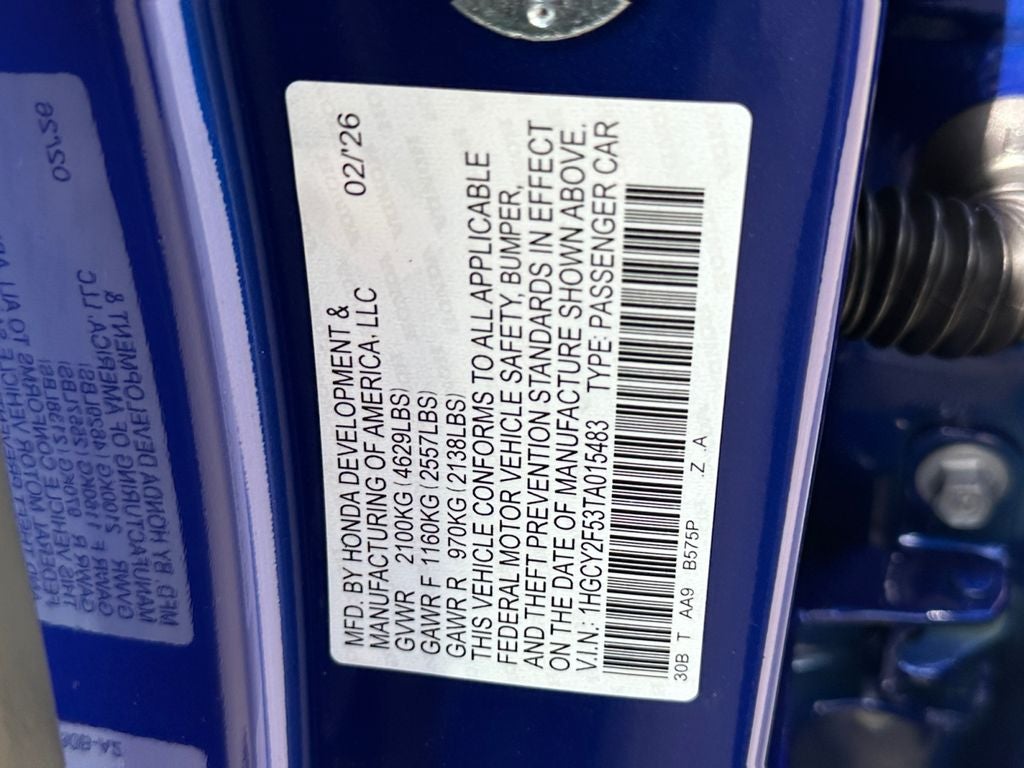 MFD. BY HONDA DEVELOPMENT &
MANUFACTURING OF AMERICA, LLC 02/'26
GVWR 2100KG (4629LBS)
GAWR F 1160KG (2557LBS)
GAWR R 970KG (2138LBS)
THIS VEHICLE CONFORMS TO ALL APPLICABLE
FEDERAL MOTOR VEHICLE SAFETY, BUMPER,
AND THEFT PREVENTION STANDARDS IN EFFECT
ON THE DATE OF MANUFACTURE SHOWN ABOVE.
V.I.N.: 1HGCY2F53TA015483 TYPE: PASSENGER CAR
30B T AA9 B575P .Z .A